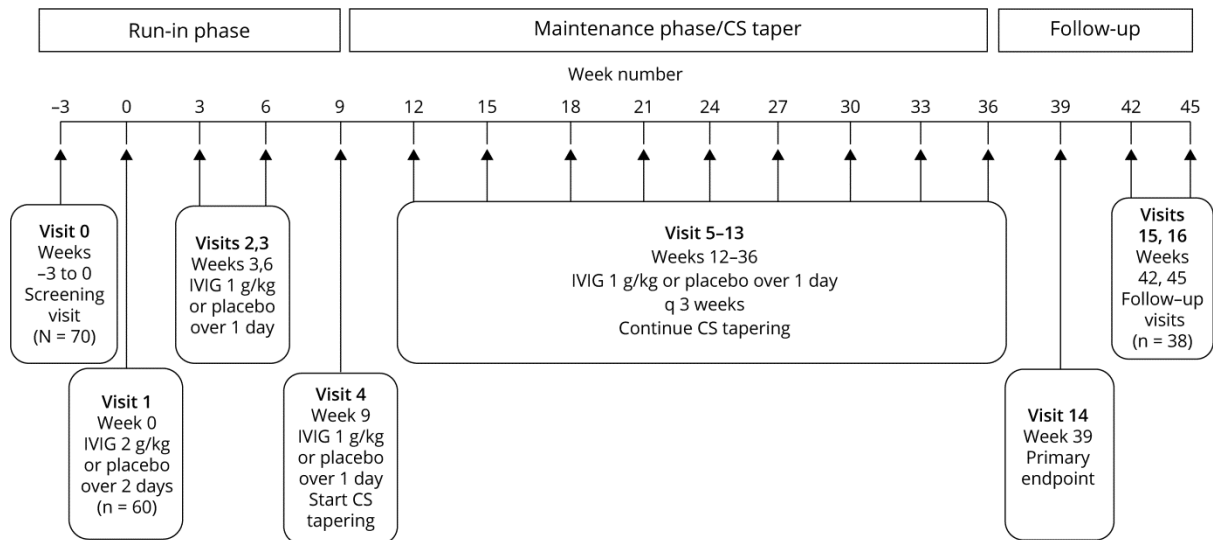 Run-in phase
Maintenance phase/CS taper
Follow-up
Week number
–3 0 3 6 9 12 15 18 21 24 27 30 33 36 39 42 45
Visit 0
Weeks
–3 to 0
Screening
visit
(N = 70)
Visit 1
Week 0
IVIG 2 g/kg
or placebo
over 2 days
(n = 60)
Visits 2,3
Weeks 3,6
IVIG 1 g/kg
or placebo
over 1 day
Visit 4
Week 9
IVIG 1 g/kg
or placebo
over 1 day
Start CS
tapering
Visit 5–13
Weeks 12–36
IVIG 1 g/kg or placebo over 1 day
q 3 weeks
Continue CS tapering
Visit 14
Week 39
Primary
endpoint
Visits
15, 16
Weeks
42, 45
Follow–up
visits
(n = 38)